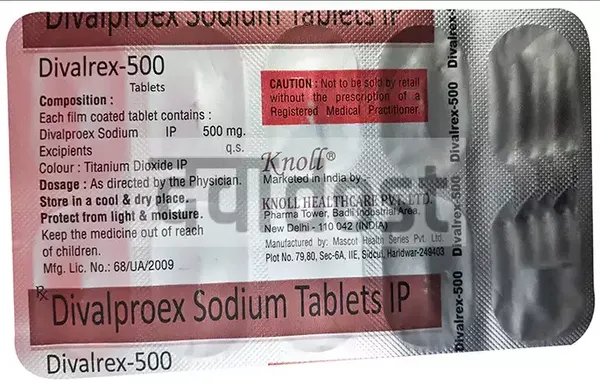 Divalproex Sodium Tablets IP
Divalrex-500
Tablets
Composition :
Each film coated tablet contains :
Divalproex Sodium IP 500 mg.
Excipients q.s.
Colour : Titanium Dioxide IP
Dosage : As directed by the Physician.
Store in a cool & dry place.
Protect from light & moisture.
Keep the medicine out of reach
of children.
Mfg. Lic. No.: 68/UA/2009
CAUTION : Not to be sold by retail
without the prescription of a
Registered Medical Practitioner.
Knoll®
Marketed in India by
KNOLL HEALTHCARE PVT. LTD.
Pharma Tower, Badli Industrial Area,
New Delhi - 110 042 (INDIA)
Manufactured by: Mascot Health Series Pvt. Ltd.
Plot No. 79,80, Sec-6A, IIE, Sidcul, Haridwar-249403
Rx
Divalproex Sodium Tablets IP
Divalrex-500
Divalrex-500
Divalrex-500
Divalrex-500
Divalrex-500